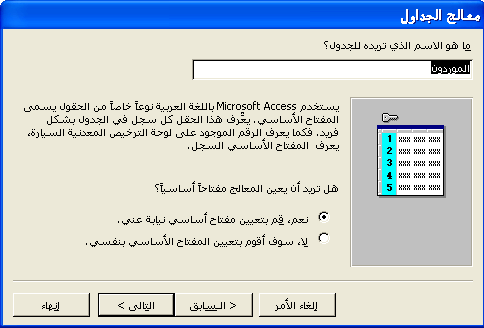 معالج الجداول
ما هو الاسم الذي تريده للجدول؟
الموردون
يستخدم Microsoft Access باللغة العربية نوعاً خاصاً من الحقول يسمى
المفتاح الأساسي. يعُرف هذا الحقل كل سجل في الجدول بشكل
فريد. فكما يعرف الرقم الموجود على لوحة الترخيص المعدنية السيارة،
يعرف المفتاح الأساسي السجل.
1 xxx xxx xxx
2 xxx xxx xxx
3 xxx xxx xxx
4 xxx xxx xxx
5 xxx xxx xxx
هل تريد أن يعين المعالج مفتاحاً أساسياً؟
نعم، قم بتعيين مفتاح أساسي نيابة عني.
لا، سوف أقوم بتعيين المفتاح الأساسي بنفسي.
إلغاء الأمر
< السابق
التالي >
إنهاء